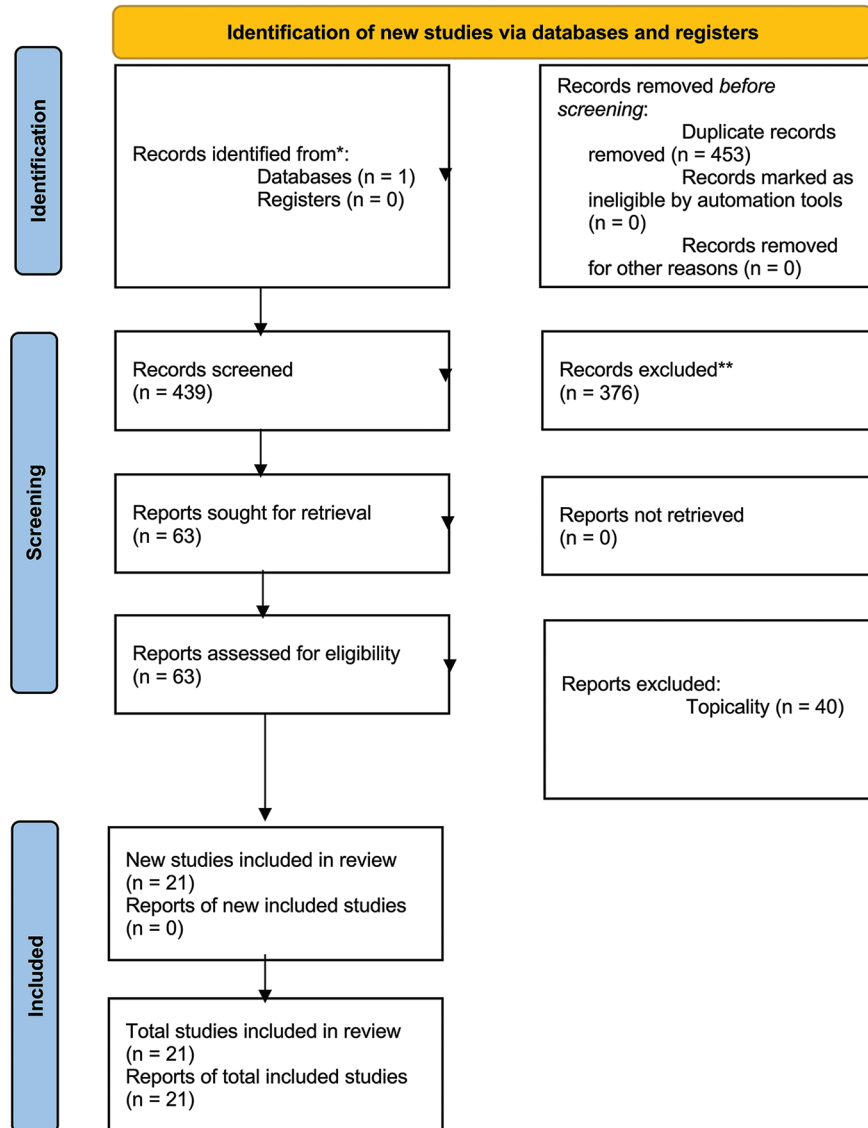 Identification of new studies via databases and registers
Identification
Records identified from*:
Databases (n = 1)
Registers (n = 0)
Records removed before
screening:
Duplicate records
removed (n = 453)
Records marked as
ineligible by automation tools
(n = 0)
Records removed
for other reasons (n = 0)
Screening
Records screened
(n = 439)
Records excluded**
(n = 376)
Reports sought for retrieval
(n = 63)
Reports not retrieved
(n = 0)
Reports assessed for eligibility
(n = 63)
Reports excluded:
Topicality (n = 40)
Included
New studies included in review
(n = 21)
Reports of new included studies
(n = 0)
Total studies included in review
(n = 21)
Reports of total included studies
(n = 21)